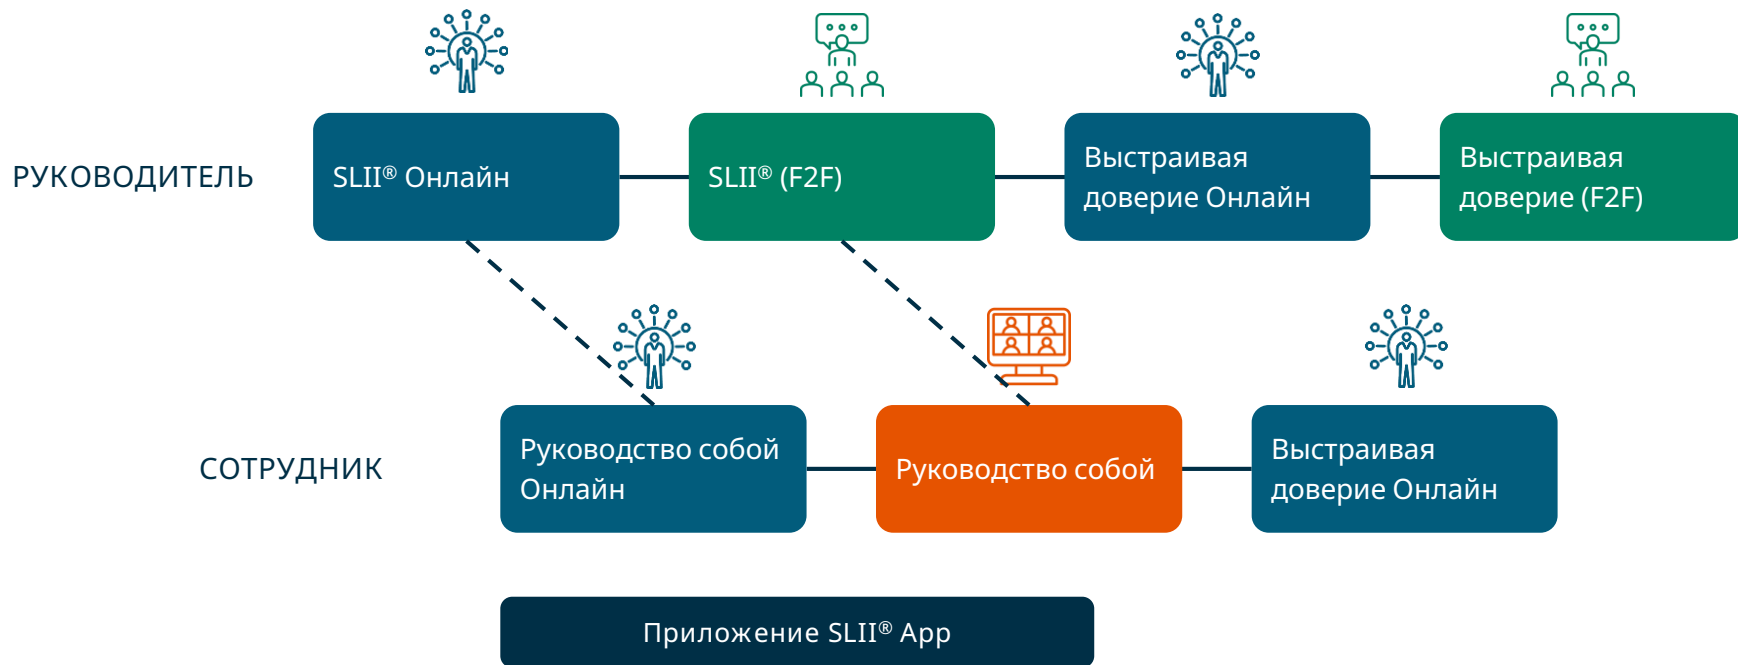 РУКОВОДИТЕЛЬ
SLII® Онлайн
SLII® (F2F)
Выстраивая
доверие Онлайн
Выстраивая
доверие (F2F)
СОТРУДНИК
Руководство собой
Онлайн
Руководство собой
Выстраивая
доверие Онлайн
Приложение SLII® App